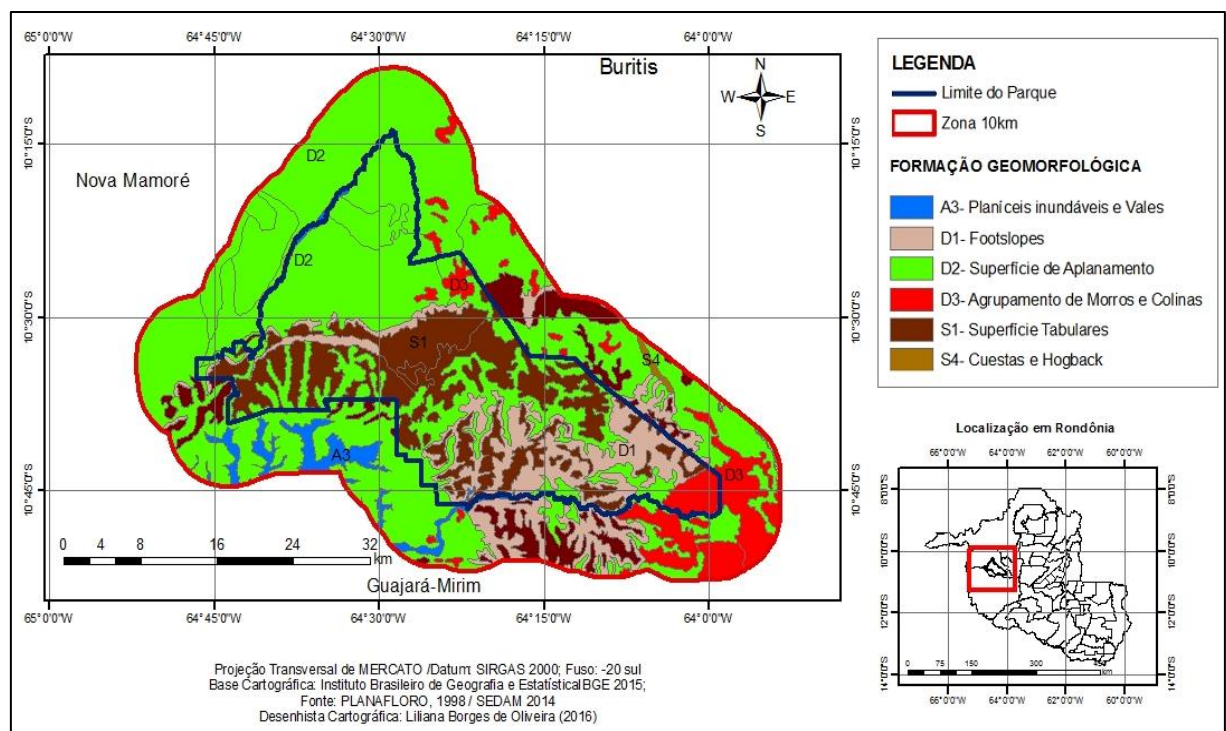 65°0'0"W 64°45'0"W 64°30'0"W 64°15'0"W 64°0'0"W
Buritis
N
W E
S
10°15'0"S 10°15'0"S
D2
Nova Mamoré
D2
D3
10°30'0"S 10°30'0"S
S1
S4
A3
D1
D3
10°45'0"S 10°45'0"S
0 4 8 16 24 32
km
Guajará-Mirim
65°0'0"W 64°45'0"W 64°30'0"W 64°15'0"W 64°0'0"W
Projeção Transversal de MERCATO /Datum: SIRGAS 2000; Fuso: -20 sul
Base Cartográfica: Instituto Brasileiro de Geografia e EstatísticaIBGE 2015;
Fonte: PLANAFLORO, 1998 / SEDAM 2014
Desenhista Cartográfica: Liliana Borges de Oliveira (2016)
LEGENDA
Limite do Parque
Zona 10km
FORMAÇÃO GEOMORFOLÓGICA
A3- Planíceis inundáveis e Vales
D1- Footslopes
D2- Superfície de Aplanamento
D3- Agrupamento de Morros e Colinas
S1- Superfície Tabulares
S4- Cuestas e Hogback
Localização em Rondônia
66°0'0"W 64°0'0"W 62°0'0"W 60°0'0"W
8°0'0"S 8°0'0"S
10°0'0"S 10°0'0"S
12°0'0"S 12°0'0"S
14°0'0"S 14°0'0"S
0 75 150 300 450
km
66°0'0"W 64°0'0"W 62°0'0"W 60°0'0"W